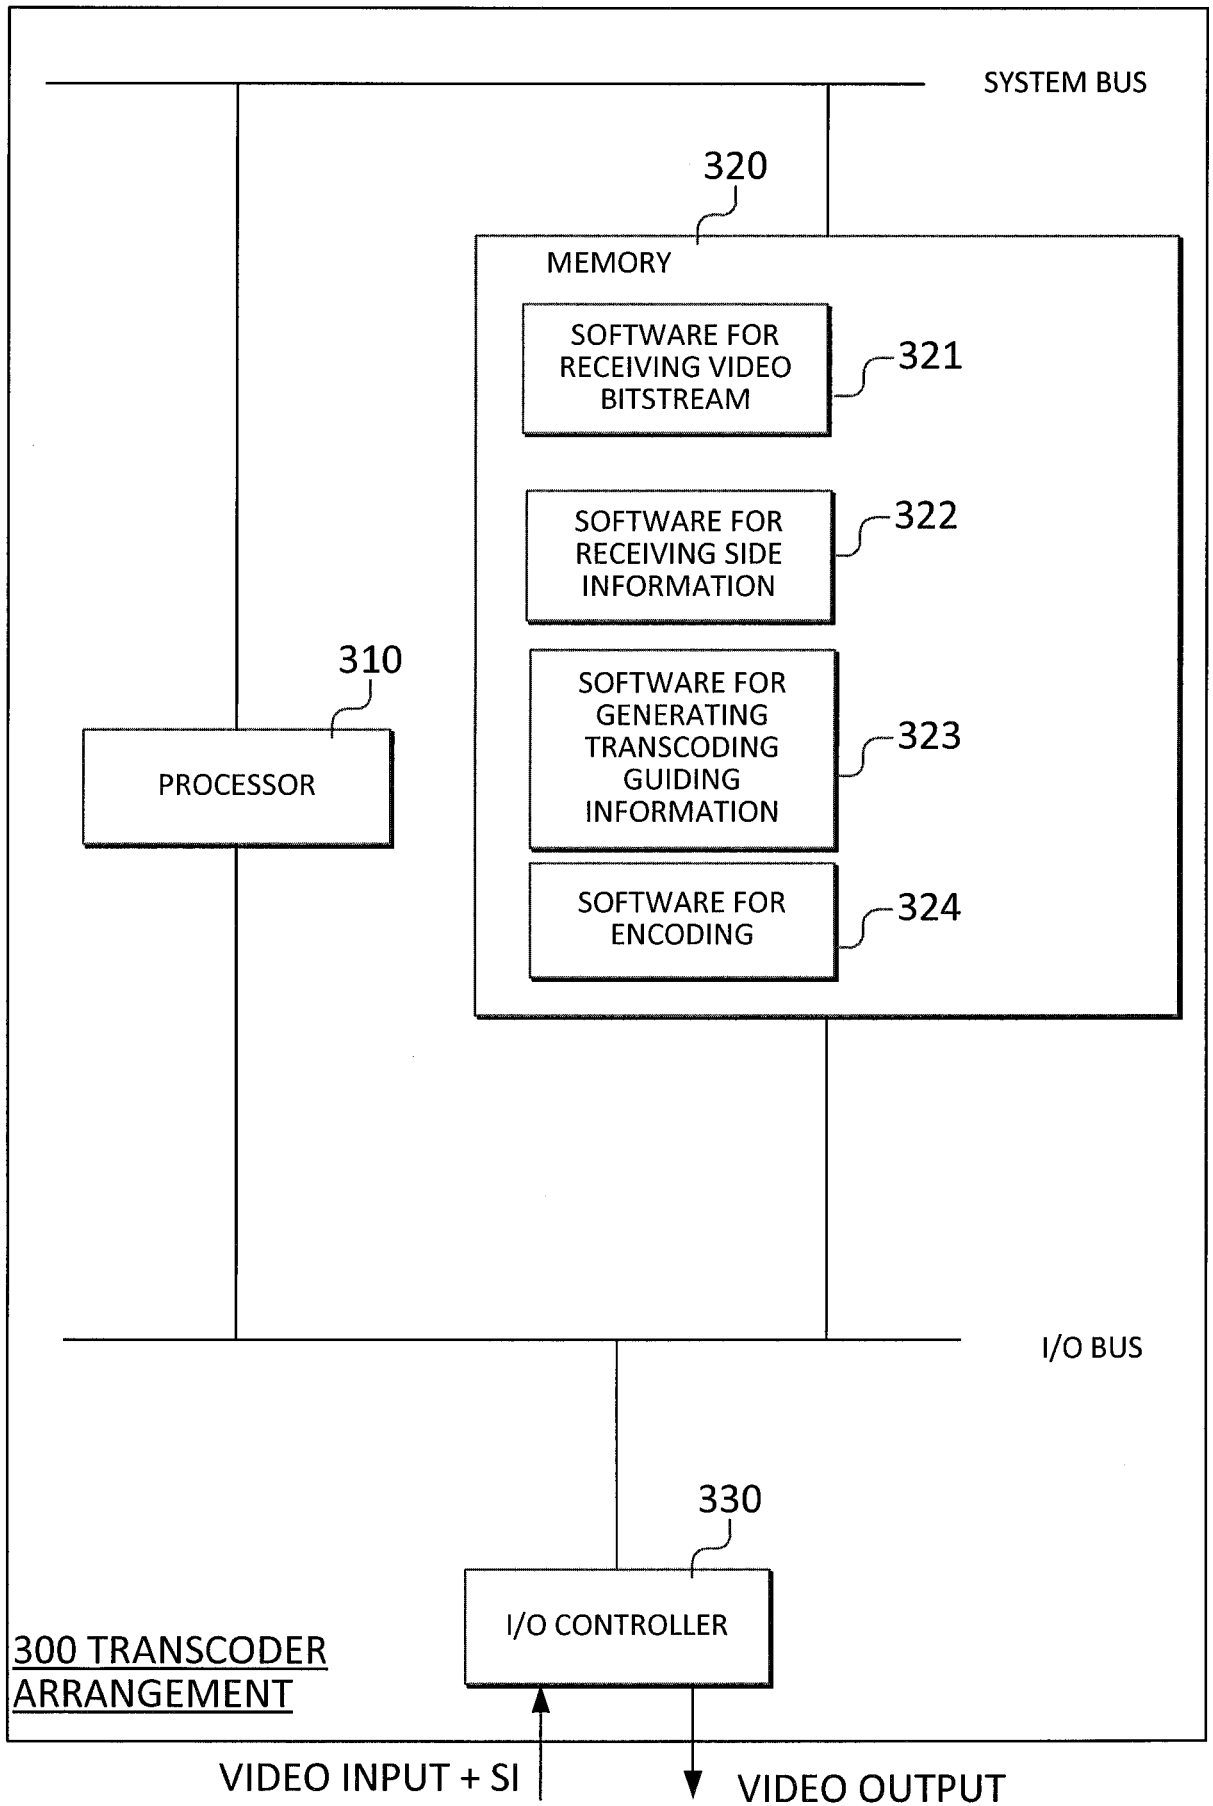 SYSTEM BUS
320
MEMORY
SOFTWARE FOR
RECEIVING VIDEO
BITSTREAM
321
SOFTWARE FOR
RECEIVING SIDE
INFORMATION
322
310
PROCESSOR
SOFTWARE FOR
GENERATING
TRANSCODING
GUIDING
INFORMATION
323
SOFTWARE FOR
ENCODING
324
I/O BUS
330
I/O CONTROLLER
300 TRANSCODER
ARRANGEMENT
VIDEO INPUT + SI
VIDEO OUTPUT